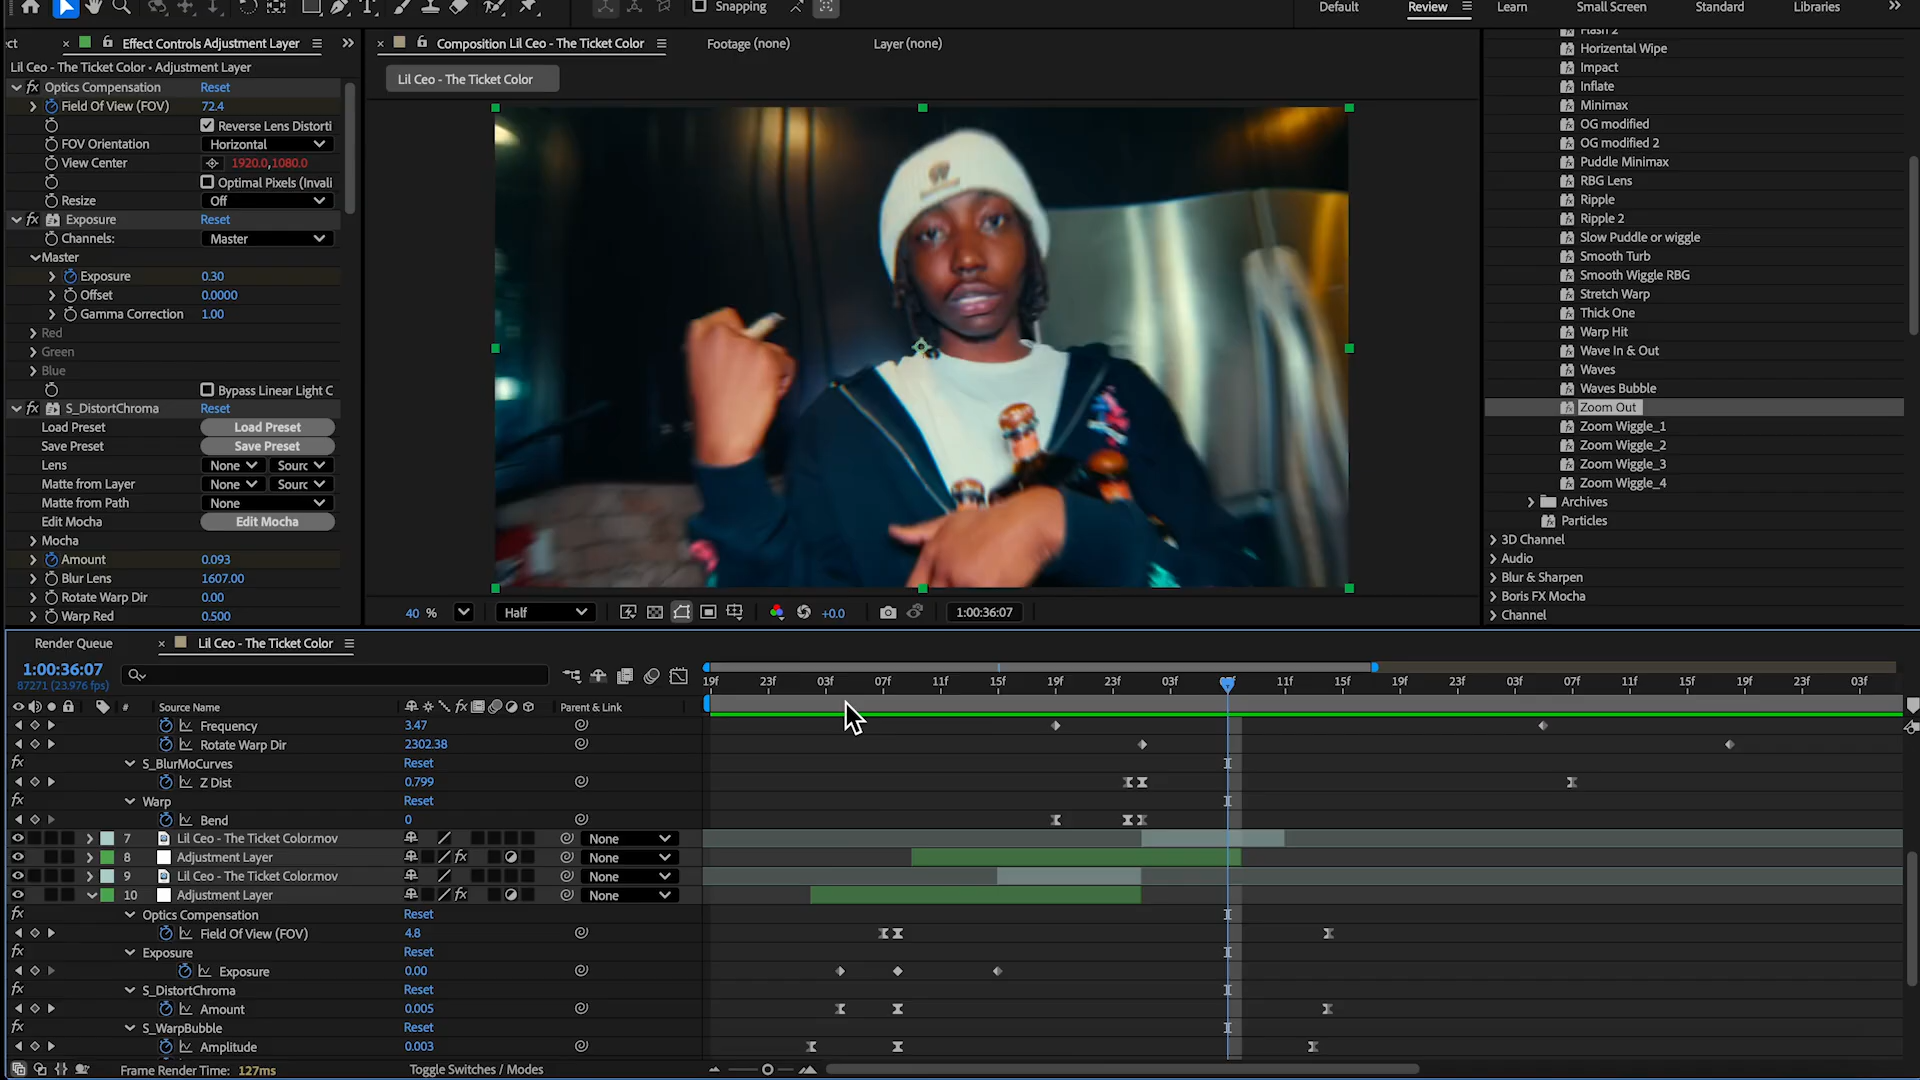 Snapping
Default
Review
Learn
Small Screen
Standard
Libraries
ct
Effect Controls Adjustment Layer
Composition Lil Ceo - The Ticket Color
Footage (none)
Layer (none)
Lil Ceo - The Ticket Color • Adjustment Layer
Lil Ceo - The Ticket Color
Optics Compensation Reset
Field Of View (FOV) 72.4
Reverse Lens Distorti
FOV Orientation Horizontal
View Center 1920.0,1080.0
Optimal Pixels (Invali
Resize Off
fx Exposure Reset
Channels: Master
Master
Exposure 0.30
Offset 0.0000
Gamma Correction 1.00
Red
Green
Blue
Bypass Linear Light C
fx S_DistortChroma Reset
Load Preset Load Preset
Save Preset Save Preset
Lens None Sourc
Matte from Layer None Sourc
Matte from Path None
Edit Mocha Edit Mocha
Mocha
Amount 0.093
Blur Lens 1607.00
Rotate Warp Dir 0.00
Warp Red 0.500
40 %
Half
+0.0
1:00:36:07
Flash 2
Horizental Wipe
Impact
Inflate
Minimax
OG modified
OG modified 2
Puddle Minimax
RBG Lens
Ripple
Ripple 2
Slow Puddle or wiggle
Smooth Turb
Smooth Wiggle RBG
Stretch Warp
Thick One
Warp Hit
Wave In & Out
Waves
Waves Bubble
Zoom Out
Zoom Wiggle_1
Zoom Wiggle_2
Zoom Wiggle_3
Zoom Wiggle_4
Archives
Particles
3D Channel
Audio
Blur & Sharpen
Boris FX Mocha
Channel
Render Queue
Lil Ceo - The Ticket Color
1:00:36:07
87271 (23.976 fps)
19f 23f 03f 07f 11f 15f 19f 23f 03f 11f 15f 19f 23f 03f 07f 11f 15f 19f 23f 03f
# Source Name Parent & Link
Frequency 3.47
Rotate Warp Dir 2302.38
fx S_BlurMoCurves Reset
Z Dist 0.799
fx Warp Reset
Bend 0
7 Lil Ceo - The Ticket Color.mov None
8 Adjustment Layer fx None
9 Lil Ceo - The Ticket Color.mov None
10 Adjustment Layer fx None
fx Optics Compensation Reset
Field Of View (FOV) 4.8
fx Exposure Reset
Exposure 0.00
fx S_DistortChroma Reset
Amount 0.005
fx S_WarpBubble Reset
Amplitude 0.003
Frame Render Time: 127ms
Toggle Switches / Modes